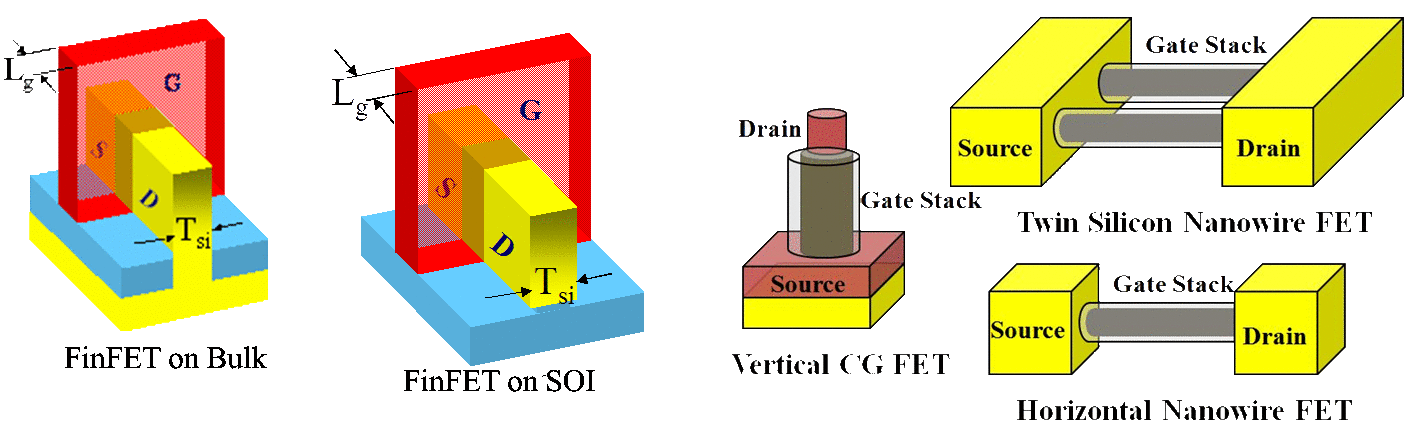 Lg
G
S
D
Tsi
FinFET on Bulk
Lg
G
S
D
Tsi
FinFET on SOI
Drain
Gate Stack
Source
Vertical CG FET
Gate Stack
Source
Drain
Twin Silicon Nanowire FET
Gate Stack
Source
Drain
Horizontal Nanowire FET